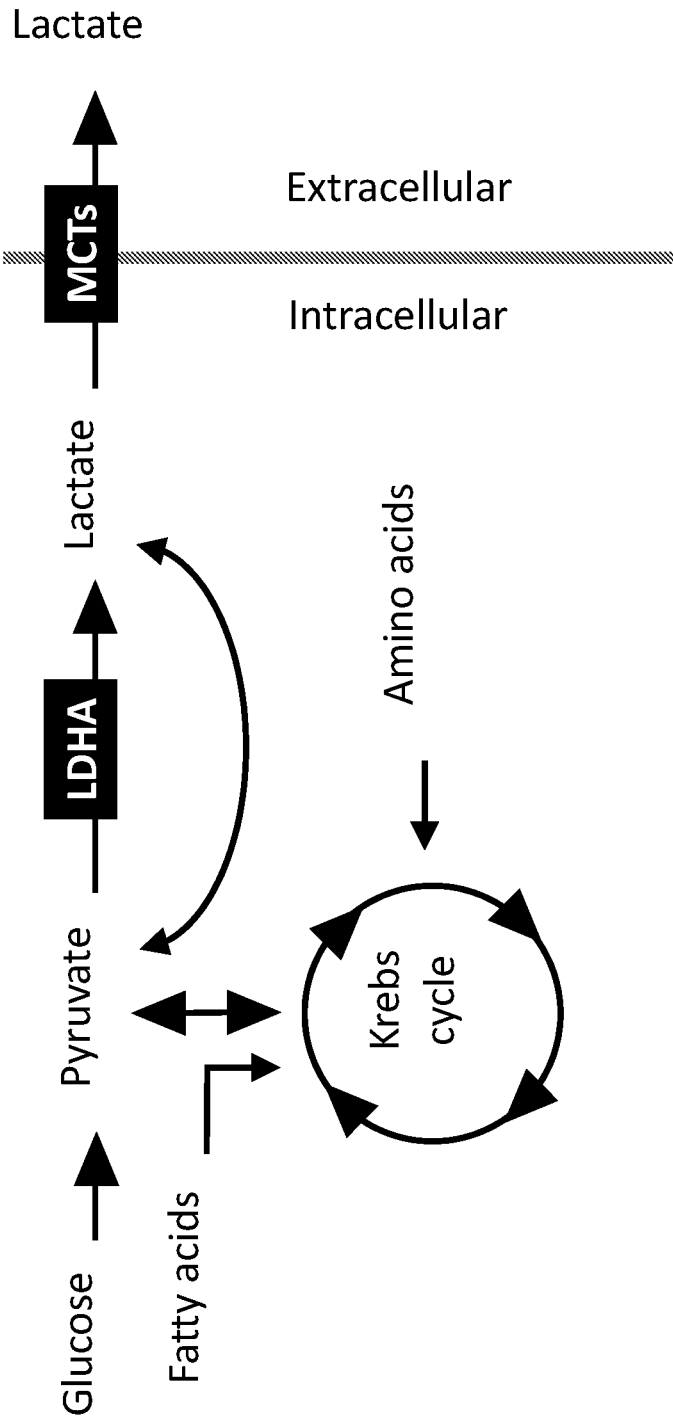 Lactate
Extracellular
MCTs
Intracellular
Lactate
Amino acids
LDHA
Pyruvate
Krebs
cycle
Fatty acids
Glucose